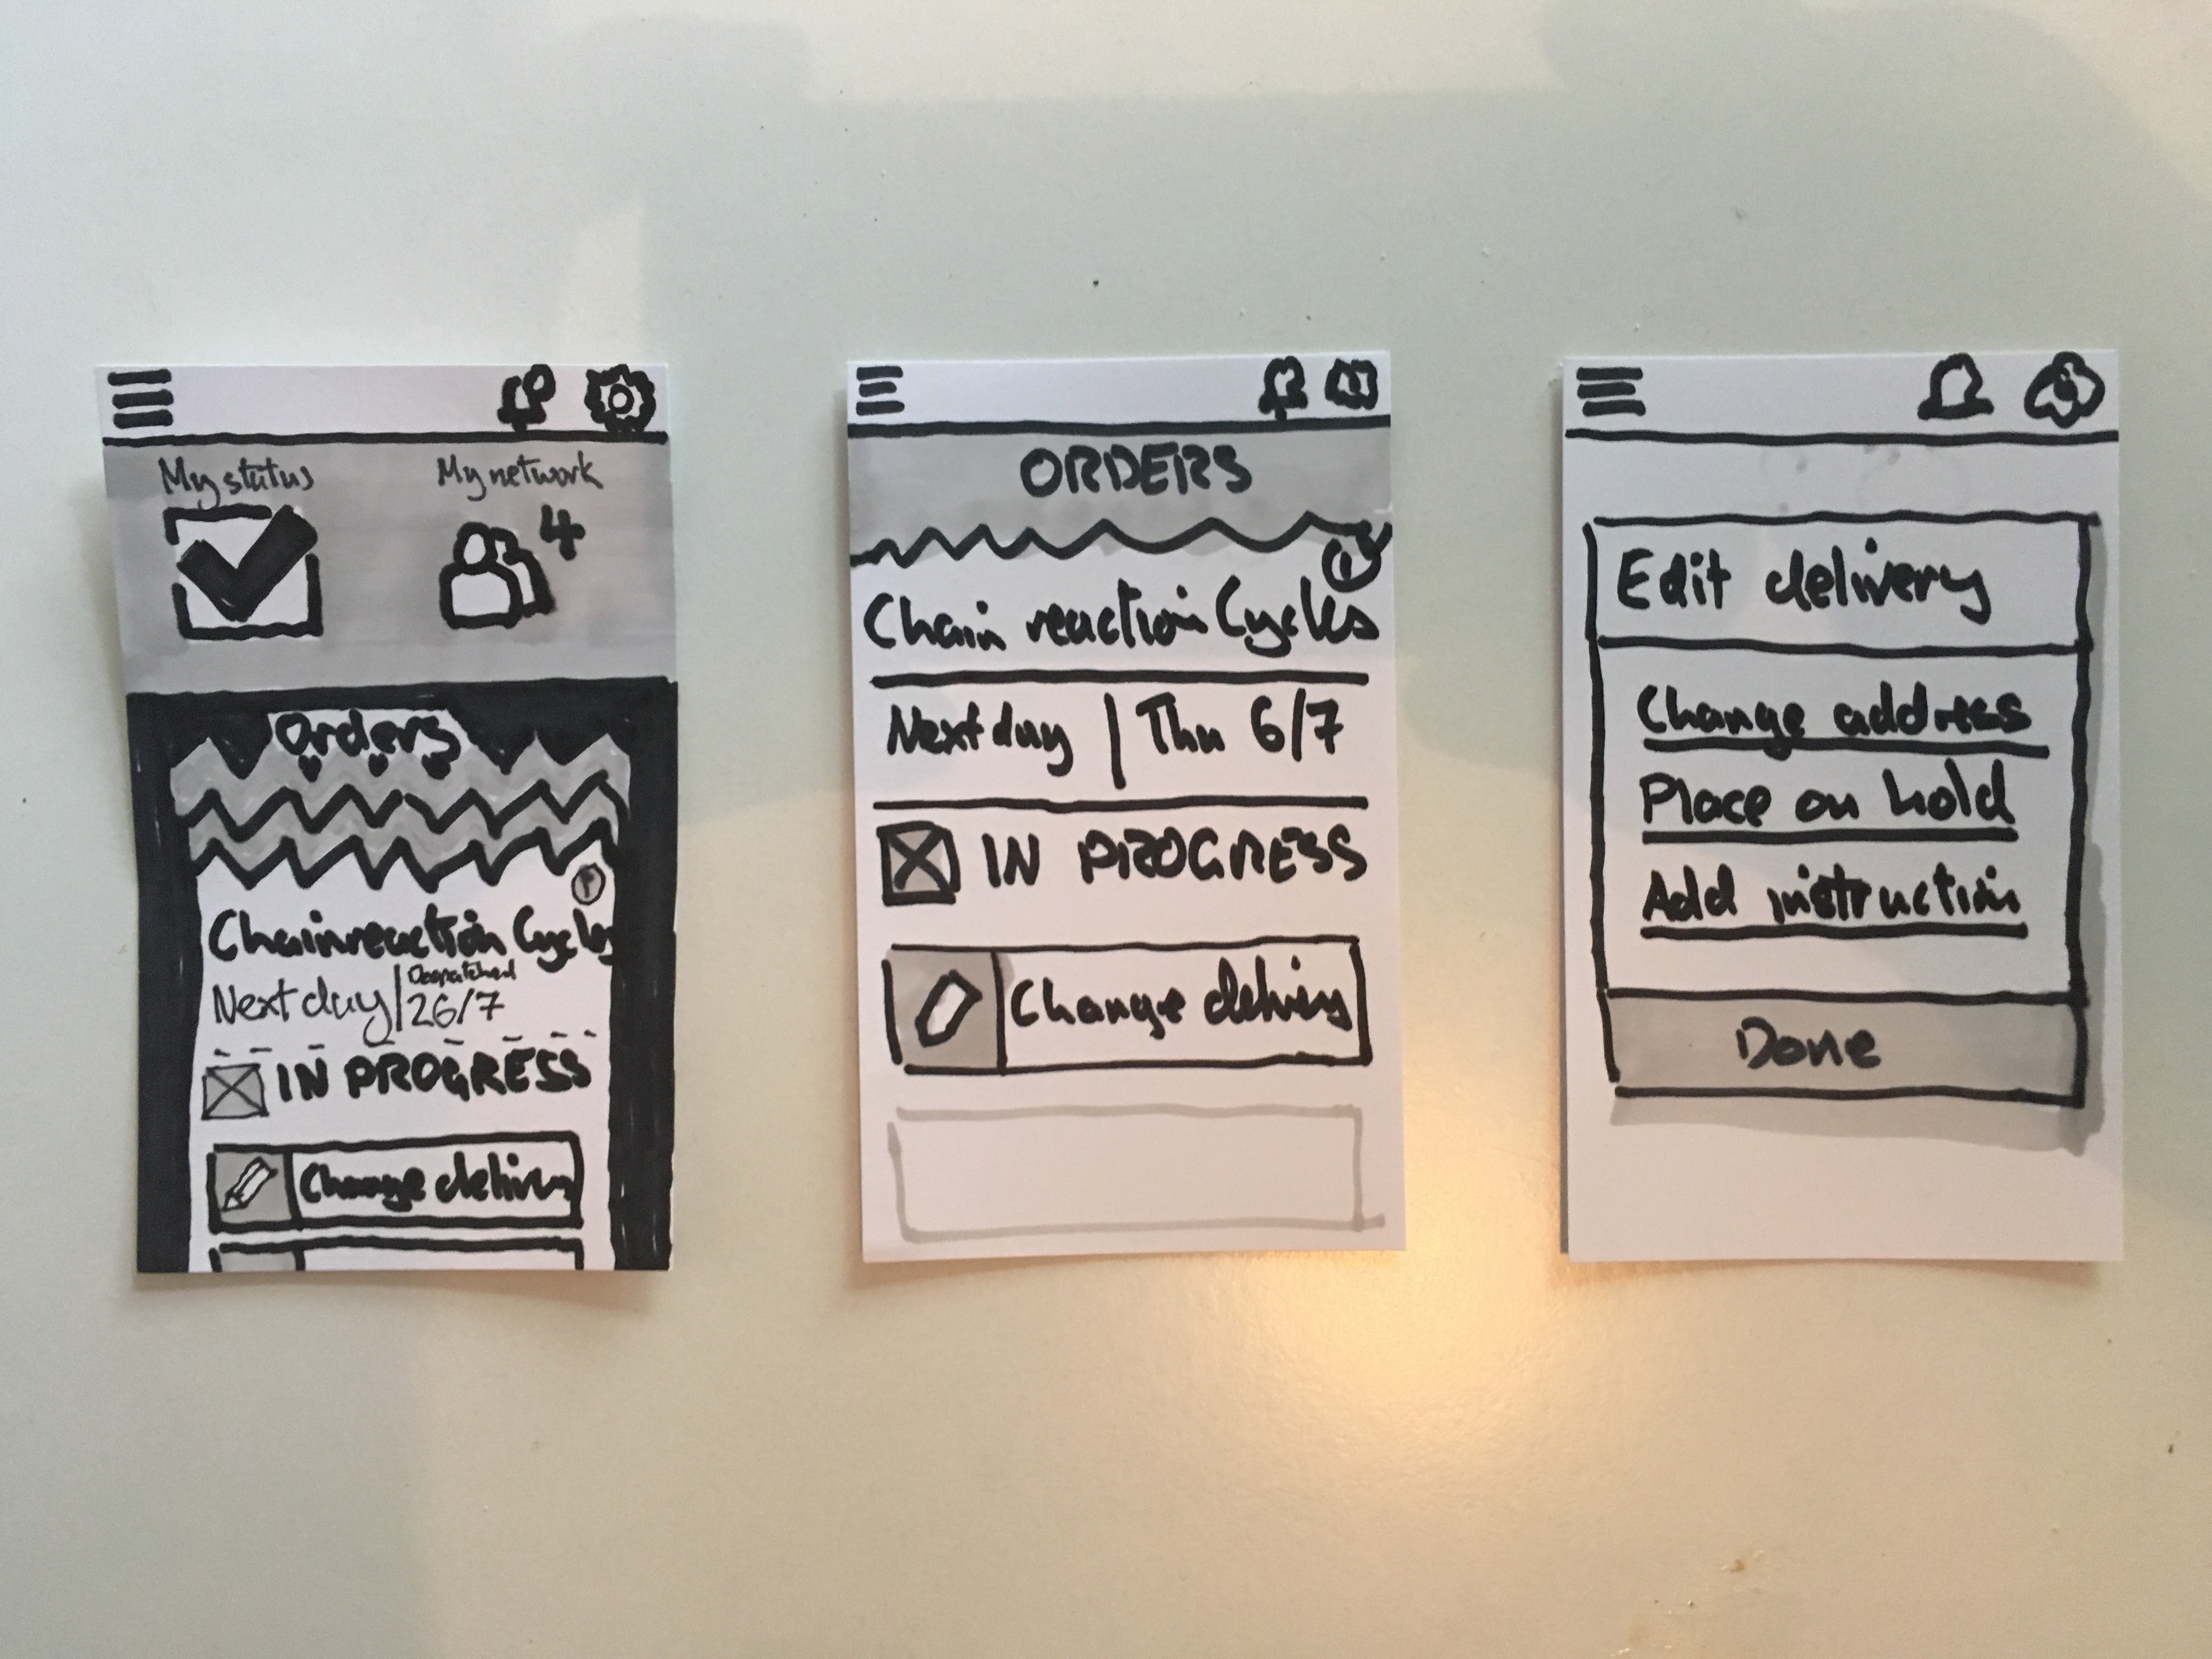 My status
My network
4
Orders
Chainreaction Cycles
Next day | Despatched
26/7
IN PROGRESS
Change delivery
ORDERS
Chain reaction Cycles
Next day | Thu 6/7
IN PROGRESS
Change delivery
Edit delivery
Change address
Place on hold
Add instruction
Done